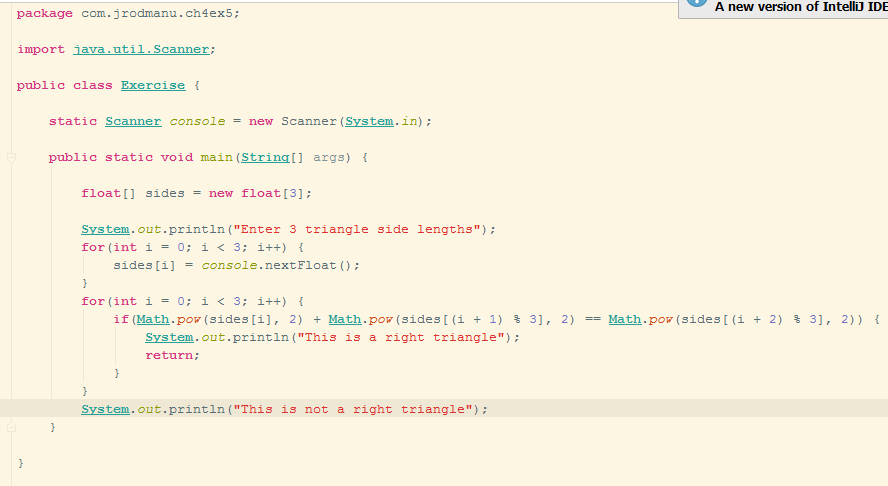 A new version of IntelliJ IDE
package com.jrodmanu.ch4ex5;
import java.util.Scanner;
public class Exercise {
static Scanner console = new Scanner(System.in);
public static void main(String[] args) {
float[] sides = new float[3];
System.out.println("Enter 3 triangle side lengths");
for(int i = 0; i < 3; i++) {
sides[i] = console.nextFloat();
}
for(int i = 0; i < 3; i++) {
if(Math.pow(sides[i], 2) + Math.pow(sides[(i + 1) % 3], 2) == Math.pow(sides[(i + 2) % 3], 2)) {
System.out.println("This is a right triangle");
return;
}
}
System.out.println("This is not a right triangle");
}
}